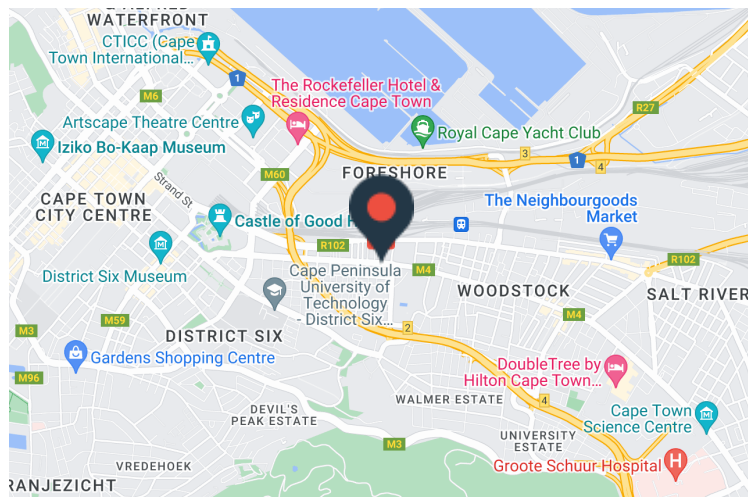 & ALFRED
WATERFRONT
CTICC (Cape
Town International...
1
The Rockefeller Hotel &
Residence Cape Town
M6
R27
Artscape Theatre Centre
Royal Cape Yacht Club
Iziko Bo-Kaap Museum
3
1
4
M60
FORESHORE
Strand St
CAPE TOWN
CITY CENTRE
The Neighbourgoods
Market
Castle of Good
R102
R102
District Six Museum
Cape Peninsula
University of
Technology
- District Six...
M4
WOODSTOCK
SALT RIVER
M4
M59
M3
DISTRICT SIX
2
Gardens Shopping Centre
DoubleTree by
Hilton Cape Town...
M96
WALMER ESTATE
4
DEVIL'S
PEAK ESTATE
Cape Town
Science Centre
UNIVERSITY
ESTATE
M3
VREDEHOEK
Groote Schuur Hospital
H
RANJEZICHT